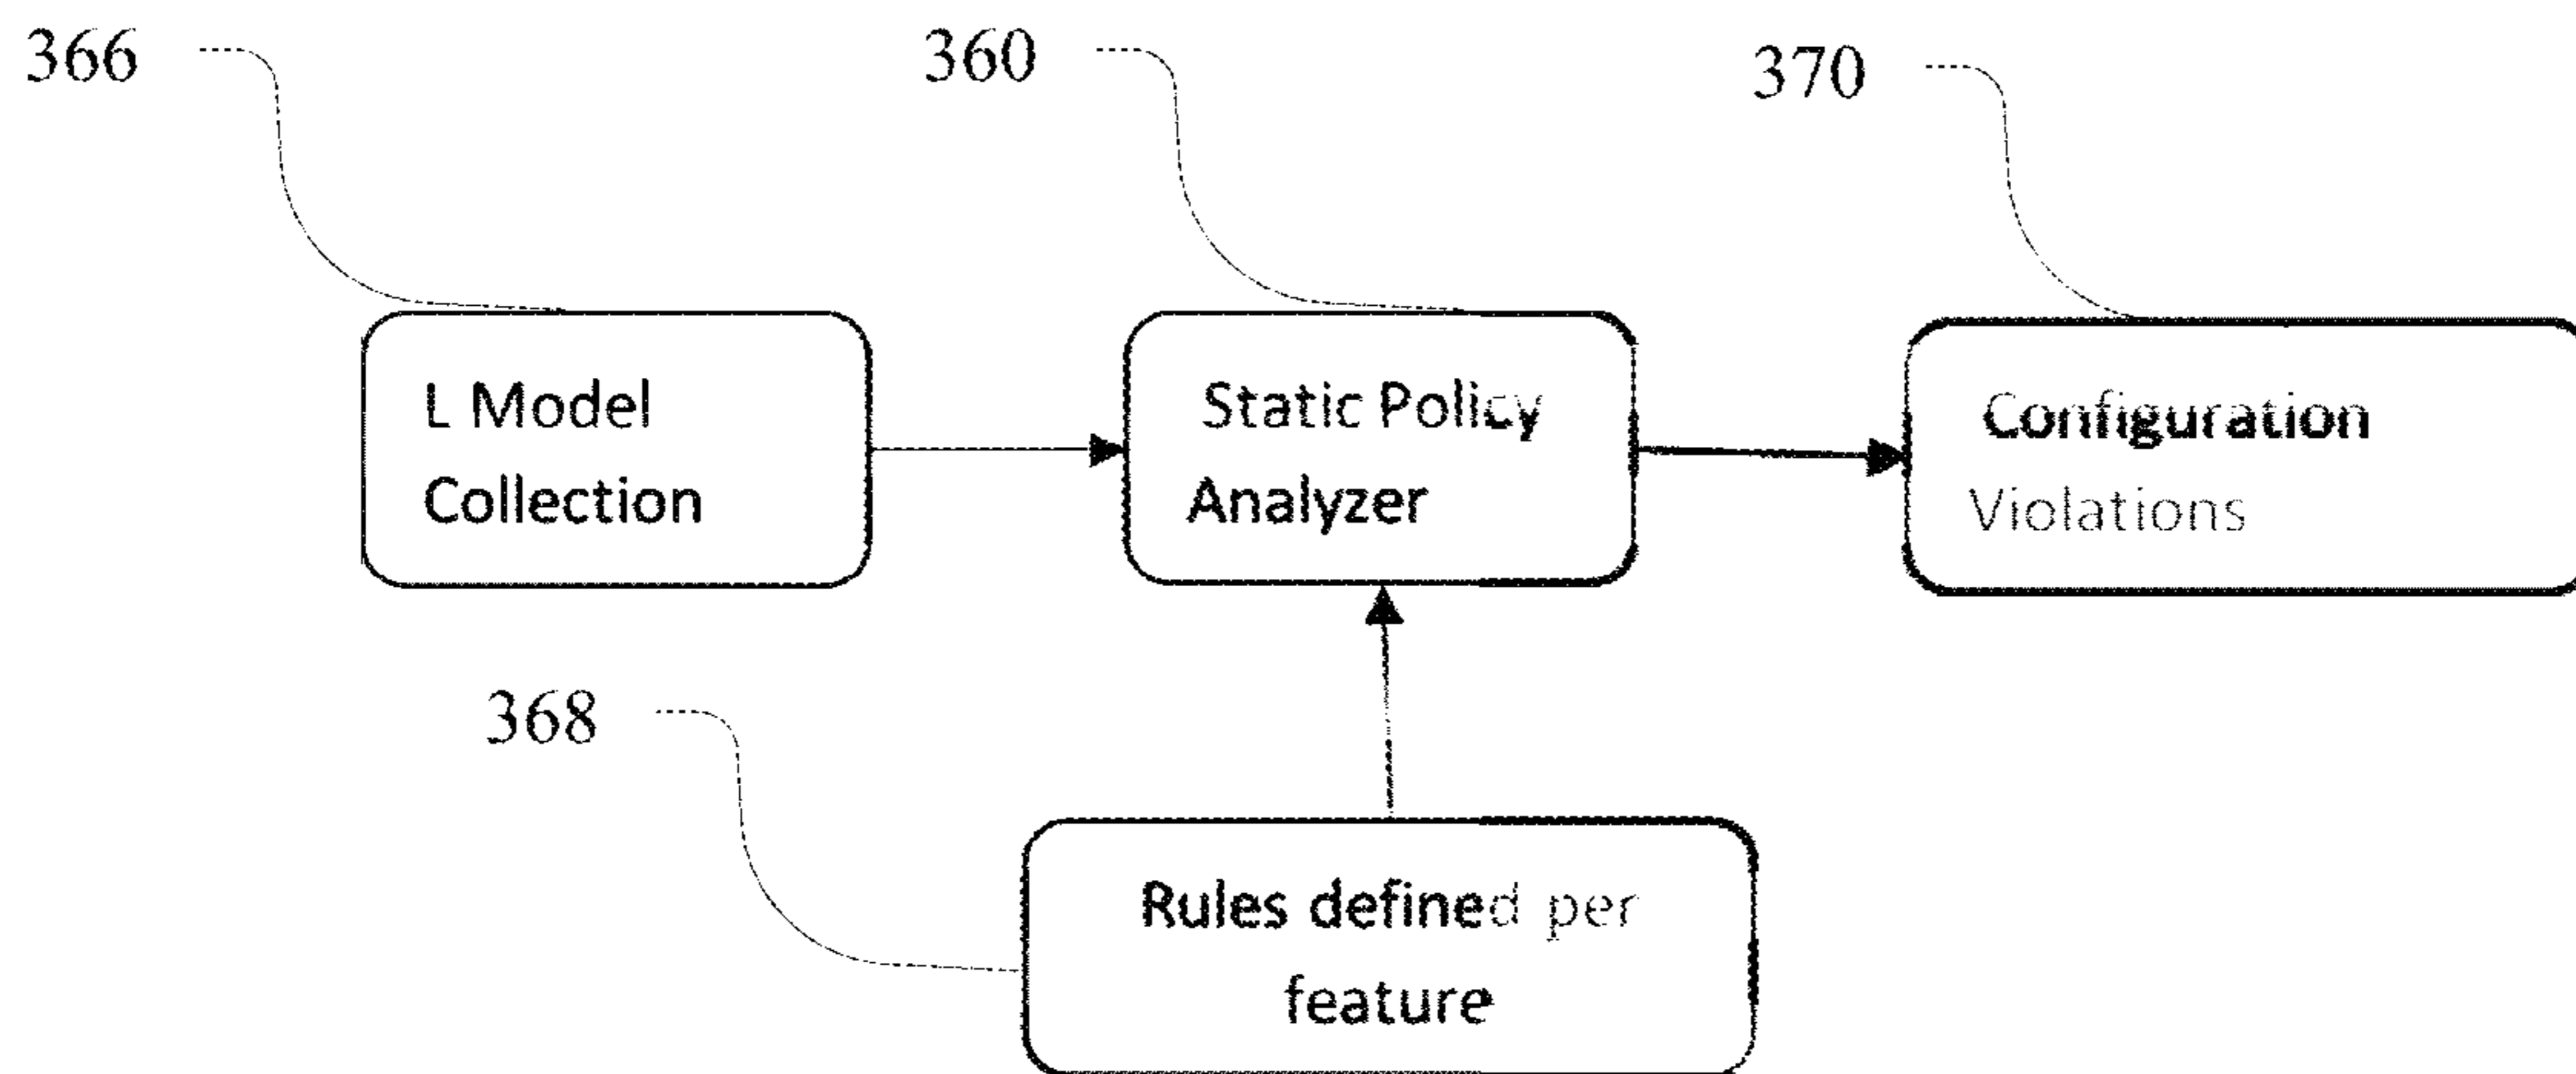 366
360
370
L Model
Collection
Static Policy
Analyzer
Configuration
Violations
368
Rules defined per
feature